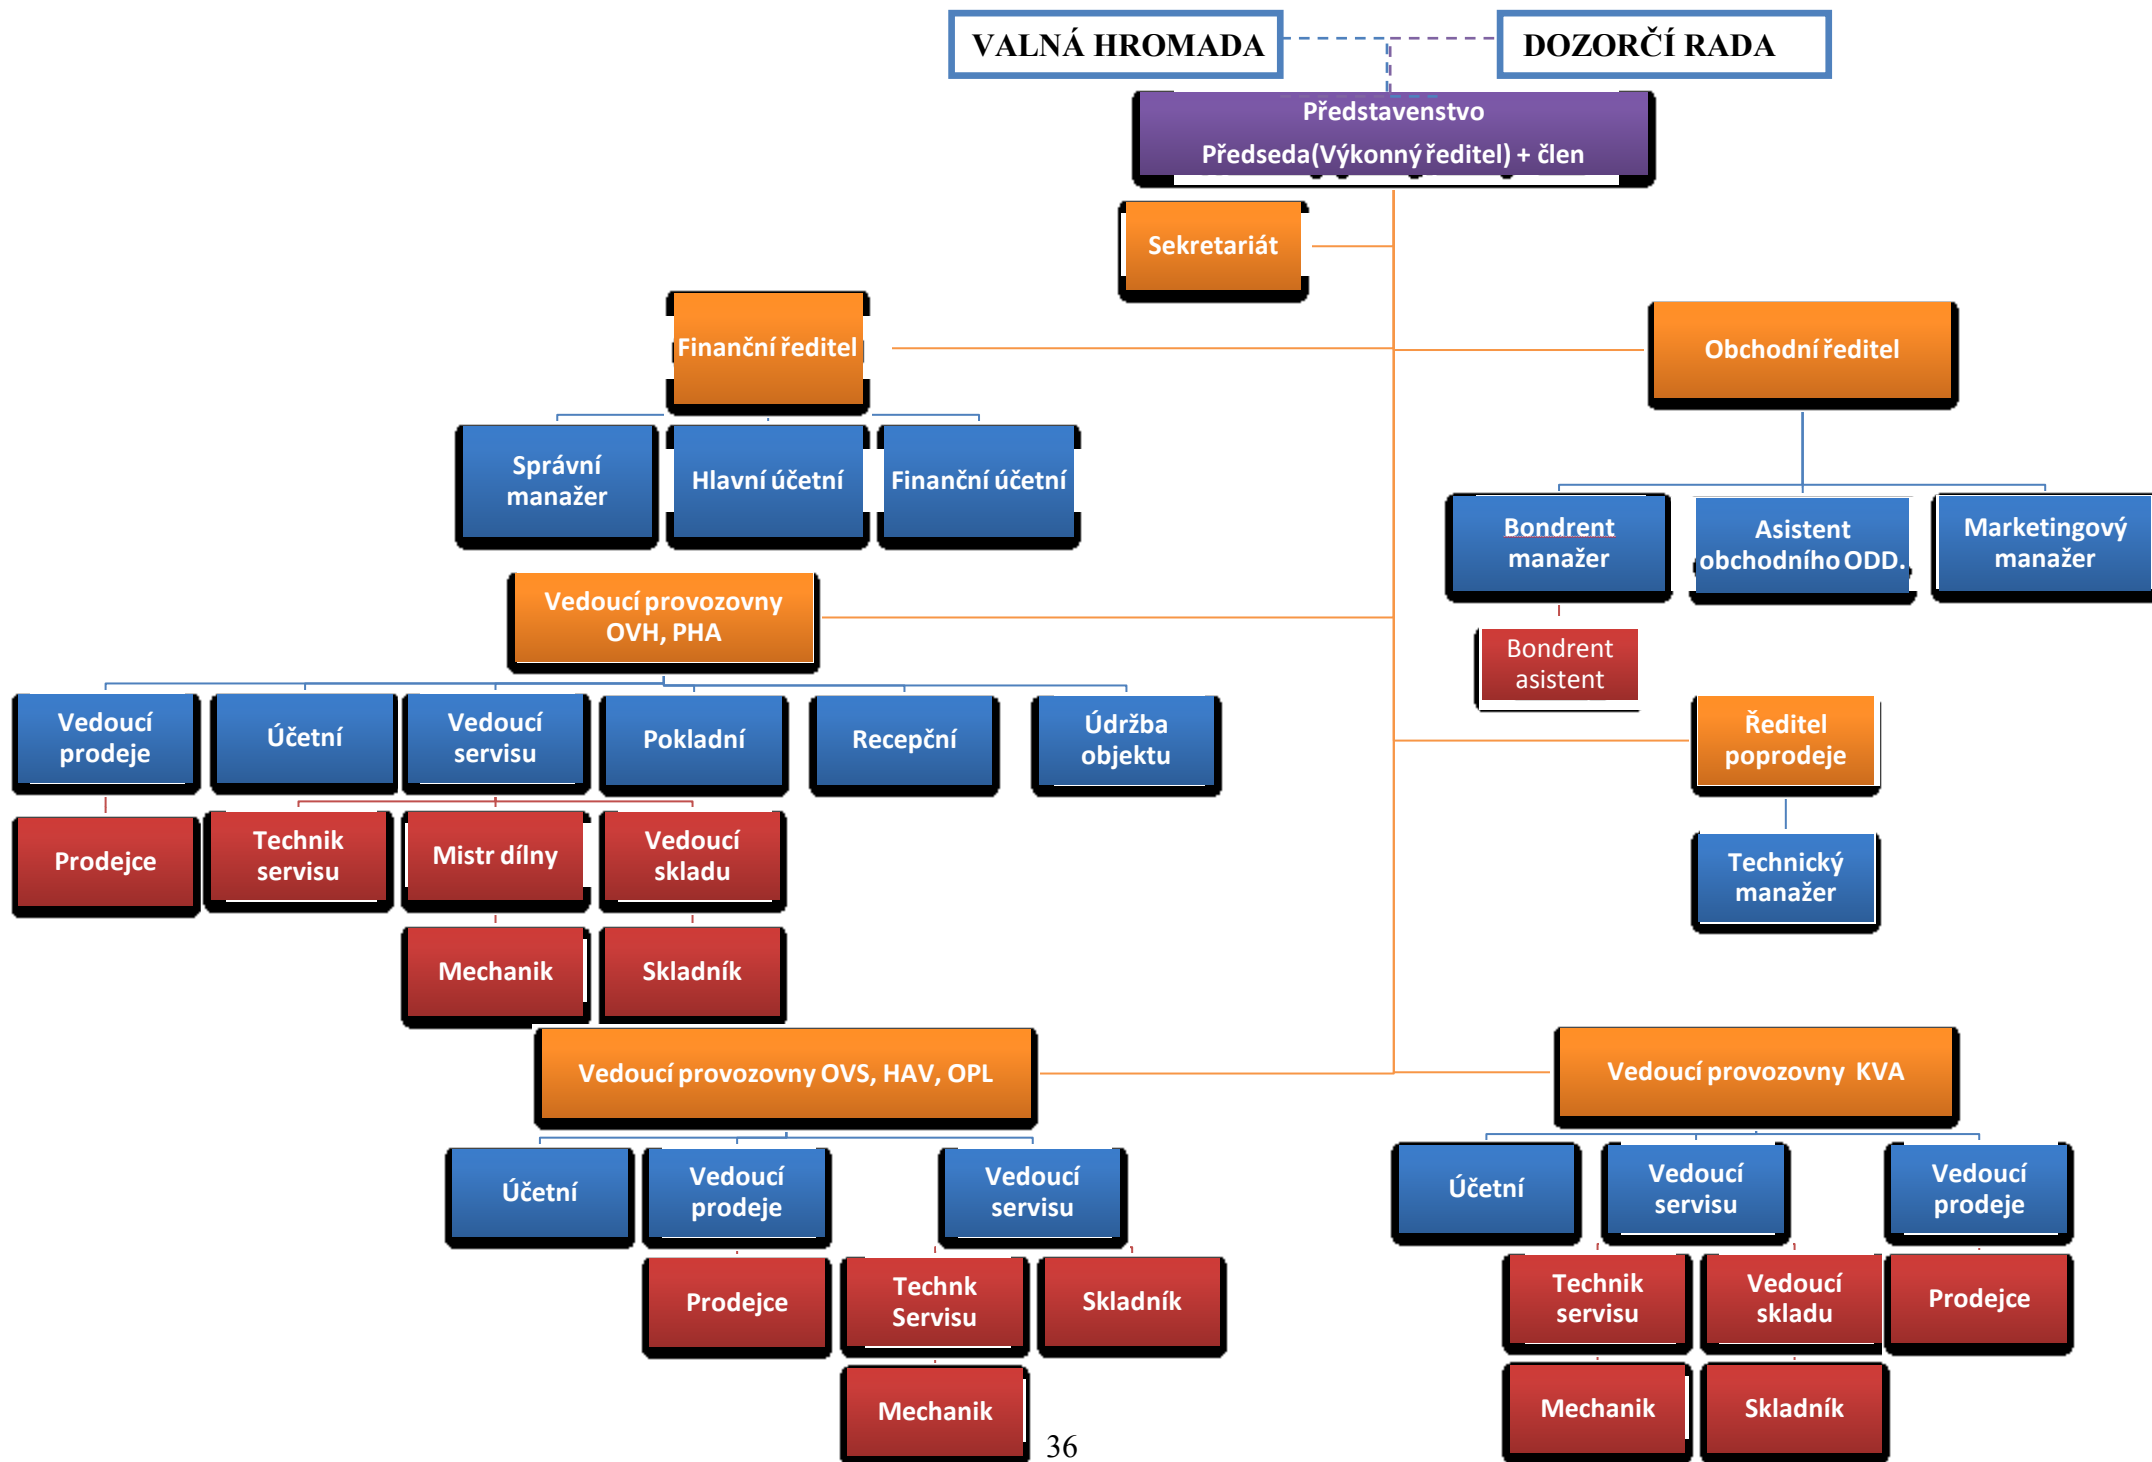 VALNÁ HROMADA
DOZORČÍ RADA
Představenstvo
Předseda(Výkonný ředitel) + člen
Sekretariát
Finanční ředitel
Obchodní ředitel
Správní
manažer
Hlavní účetní
Finanční účetní
Bondrent
manažer
Asistent
obchodního ODD.
Marketingový
manažer
Bondrent
asistent
Vedoucí provozovny
OVH, PHA
Vedoucí
prodeje
Účetní
Vedoucí
servisu
Pokladní
Recepční
Údržba
objektu
Ředitel
poprodeje
Prodejce
Technik
servisu
Mistr dílny
Vedoucí
skladu
Technický
manažer
Mechanik
Skladník
Vedoucí provozovny OVS, HAV, OPL
Vedoucí provozovny KVA
Účetní
Vedoucí
prodeje
Vedoucí
servisu
Účetní
Vedoucí
servisu
Vedoucí
prodeje
Prodejce
Technk
Servisu
Skladník
Technik
servisu
Vedoucí
skladu
Prodejce
Mechanik
Mechanik
Skladník
36